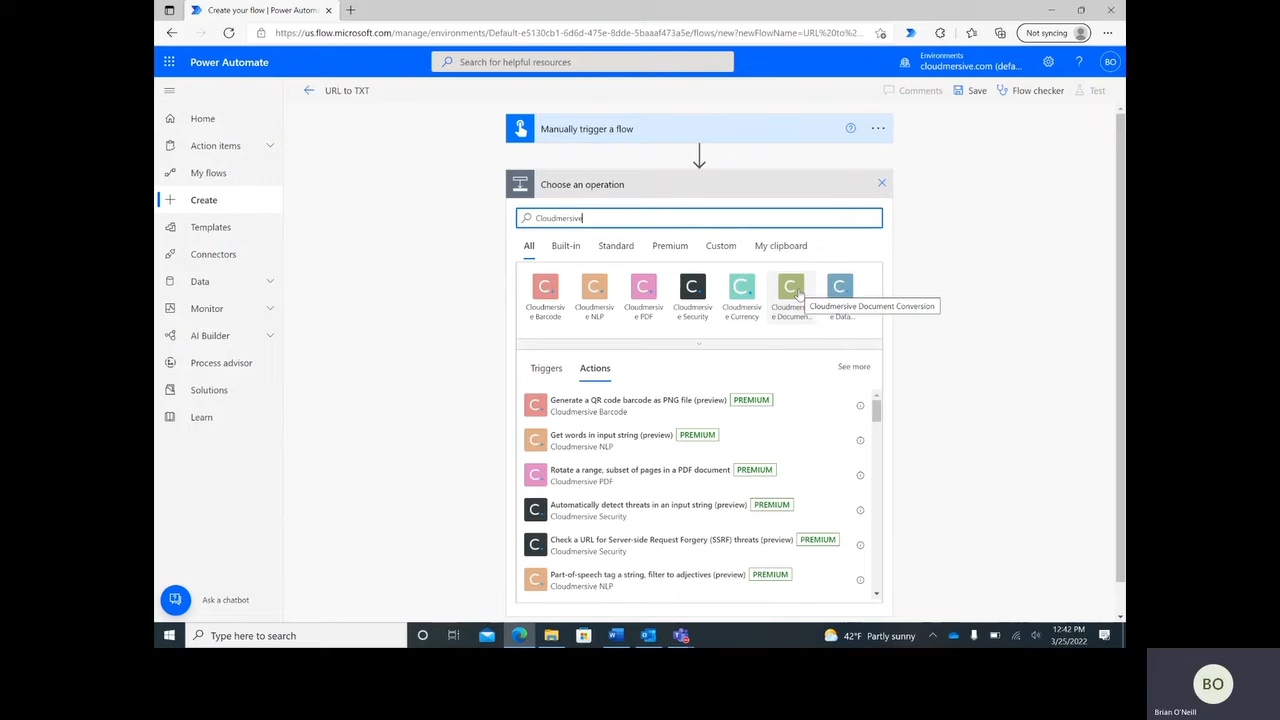 Create your flow | Power Automate
https://us.flow.microsoft.com/manage/environments/Default-e5130cb1-6d6d-475e-8dde-5baaaf473a5e/flows/new?newFlowName=URL%20to%...
Not syncing
Power Automate
Search for helpful resources
Environments
cloudmersive.com (defa...
BO
URL to TXT
Comments
Save
Flow checker
Test
Home
Action items
My flows
Create
Templates
Connectors
Data
Monitor
AI Builder
Process advisor
Solutions
Learn
Ask a chatbot
Manually trigger a flow
Choose an operation
Cloudmersive
All Built-in Standard Premium Custom My clipboard
Cloudmersiv
e Barcode
Cloudmersiv
e NLP
Cloudmersiv
e PDF
Cloudmersiv
e Security
Cloudmersiv
e Currency
Cloudmers
e Documen...
e Data...
Cloudmersive Document Conversion
Triggers Actions See more
Generate a QR code barcode as PNG file (preview) PREMIUM
Cloudmersive Barcode
Get words in input string (preview) PREMIUM
Cloudmersive NLP
Rotate a range, subset of pages in a PDF document PREMIUM
Cloudmersive PDF
Automatically detect threats in an input string (preview) PREMIUM
Cloudmersive Security
Check a URL for Server-side Request Forgery (SSRF) threats (preview) PREMIUM
Cloudmersive Security
Part-of-speech tag a string, filter to adjectives (preview) PREMIUM
Cloudmersive NLP
Type here to search
42°F Partly sunny
12:42 PM
3/25/2022
BO
Brian O'Neill